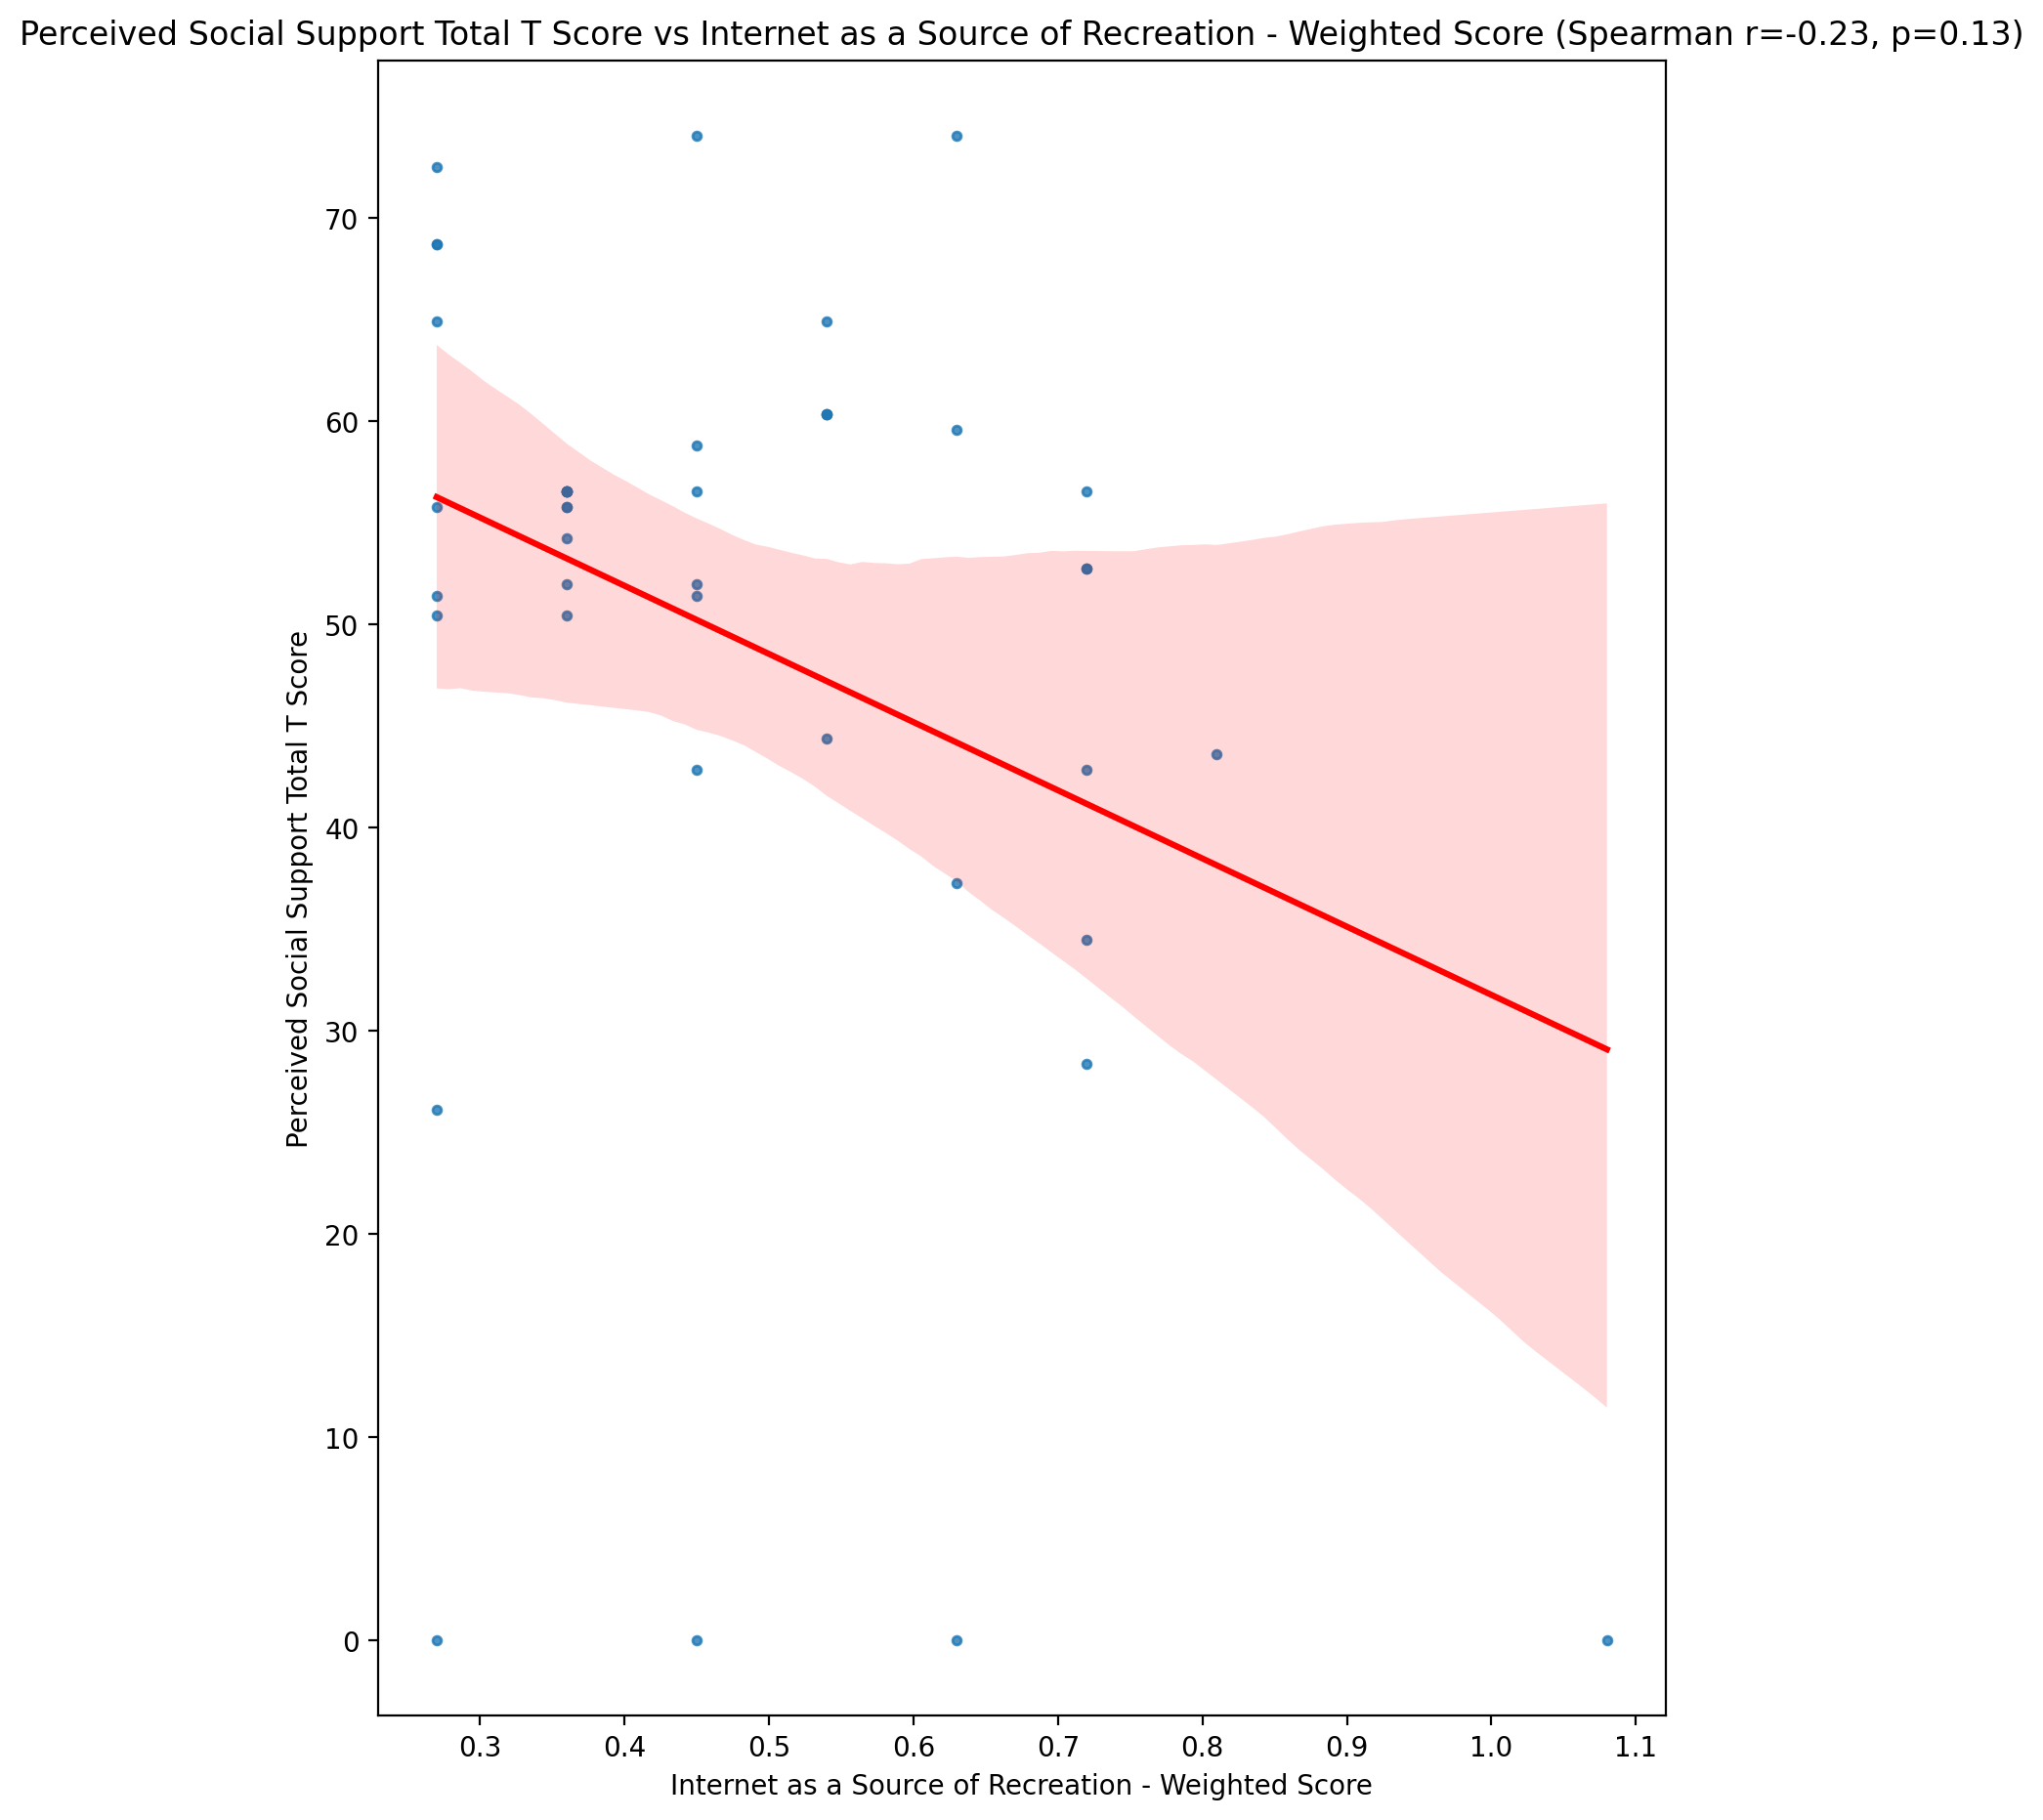 Perceived Social Support Total T Score vs Internet as a Source of Recreation - Weighted Score (Spearman r=-0.23, p=0.13)
Perceived Social Support Total T Score
70
60
50
40
30
20
10
0
0.3 0.4 0.5 0.6 0.7 0.8 0.9 1.0 1.1
Internet as a Source of Recreation - Weighted Score